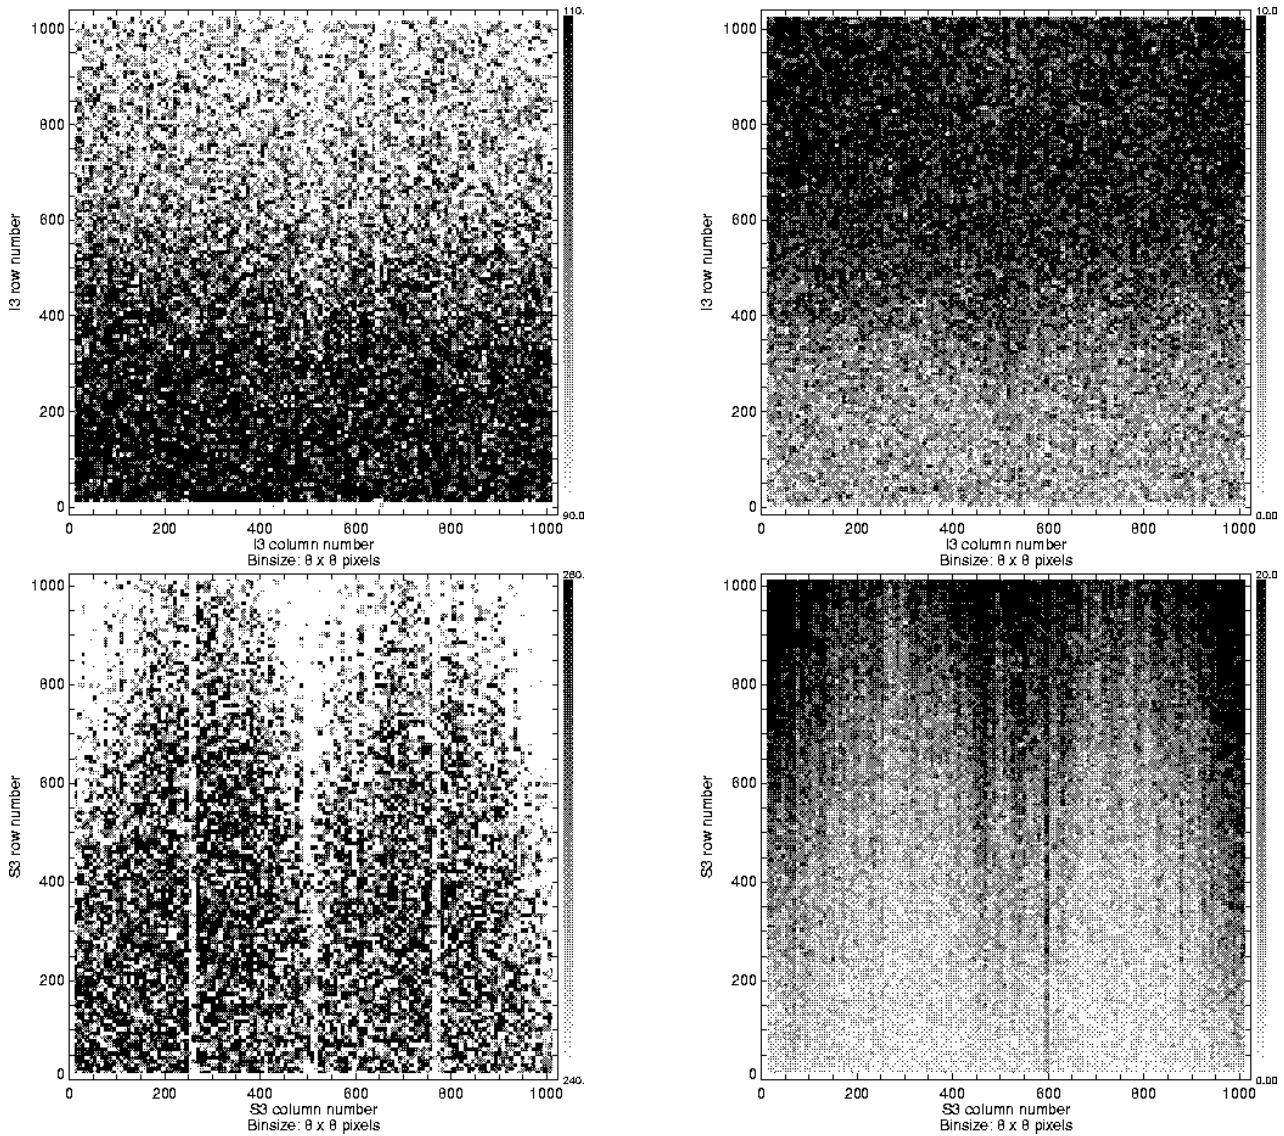 110.
1000
800
600
400
200
0
I3 row number
90.0
0 200 400 600 800 1000
I3 column number
Binsize: 8 x 8 pixels
10.0
1000
800
600
400
200
0
I3 row number
0.00
0 200 400 600 800 1000
I3 column number
Binsize: 8 x 8 pixels
280.
1000
800
600
400
200
0
S3 row number
240.
0 200 400 600 800 1000
S3 column number
Binsize: 8 x 8 pixels
20.0
1000
800
600
400
200
0
S3 row number
0.00
0 200 400 600 800 1000
S3 column number
Binsize: 8 x 8 pixels